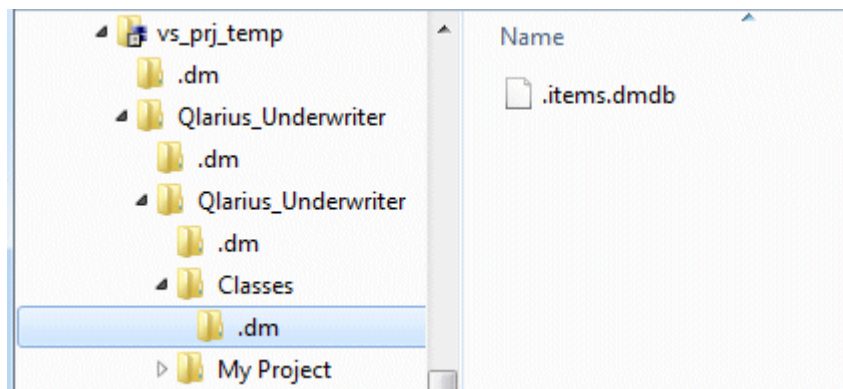 vs_prj_temp
.dm
Qlarius_Underwriter
.dm
Qlarius_Underwriter
.dm
Classes
.dm
My Project
Name
.items.dmdb